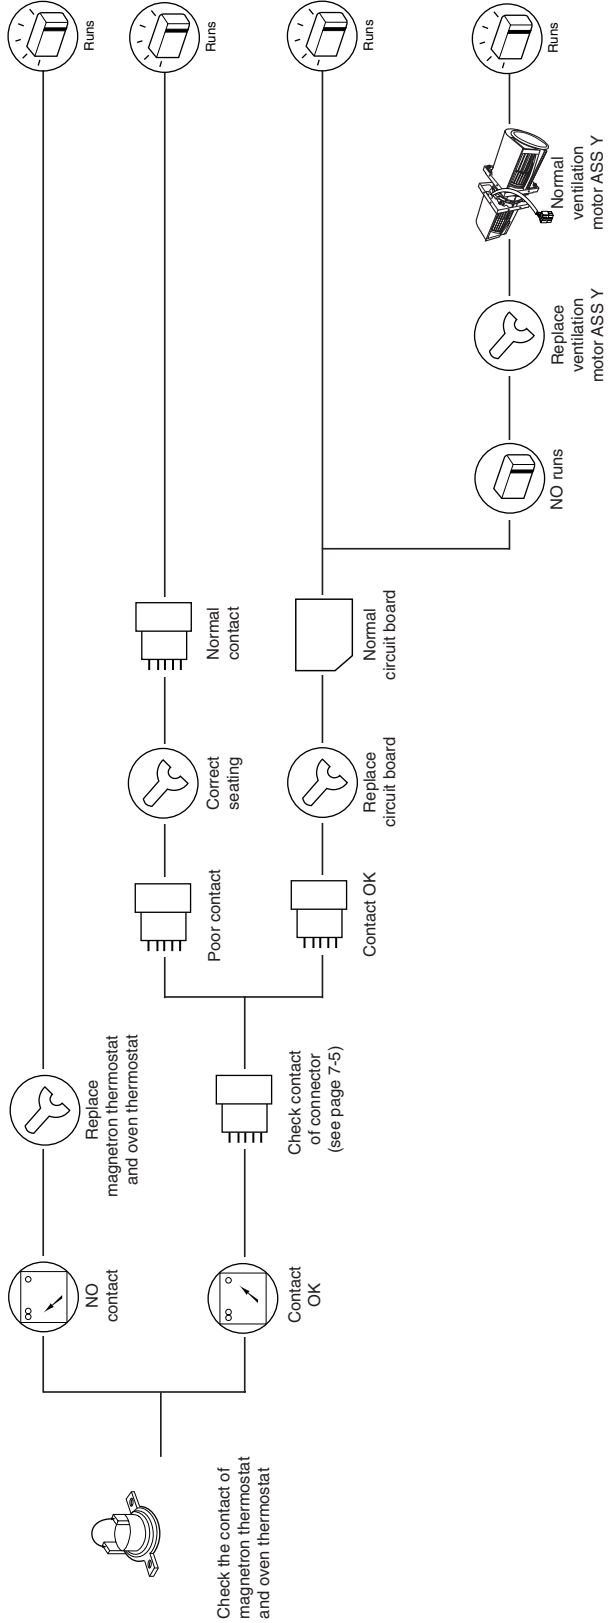 Check the contact of
magnetron thermostat
and oven thermostat
NO
contact
Replace
magnetron thermostat
and oven thermostat
Runs
Contact
OK
Check contact
of connector
(see page 7-5)
Poor contact
Correct
seating
Normal
contact
Runs
Contact OK
Replace
circuit board
Normal
circuit board
Runs
NO runs
Replace
ventilation
motor ASS Y
Normal
ventilation
motor ASS Y
Runs